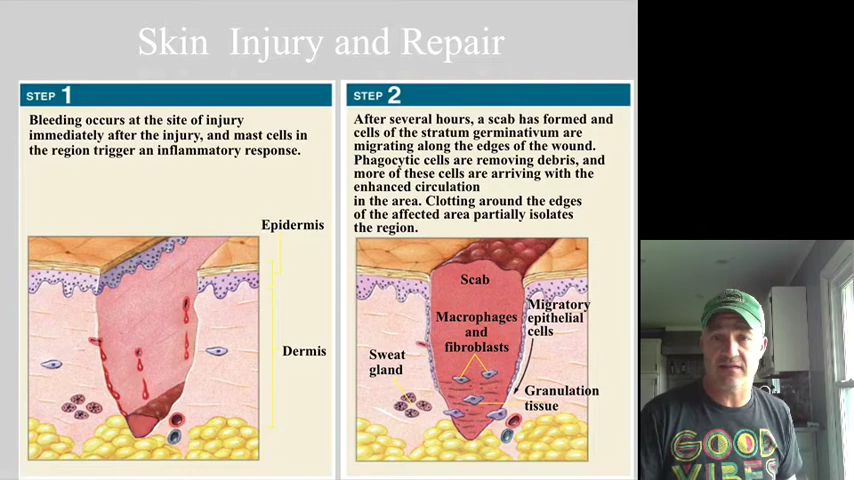 Skin Injury and Repair
STEP 1
Bleeding occurs at the site of injury
immediately after the injury, and mast cells in
the region trigger an inflammatory response.
Epidermis
Dermis
STEP 2
After several hours, a scab has formed and
cells of the stratum germinativum are
migrating along the edges of the wound.
Phagocytic cells are removing debris, and
more of these cells are arriving with the
enhanced circulation
in the area. Clotting around the edges
of the affected area partially isolates
the region.
Scab
Migratory
epithelial
cells
Macrophages
and
fibroblasts
Sweat
gland
Granulation
tissue
GOOD
VIBES